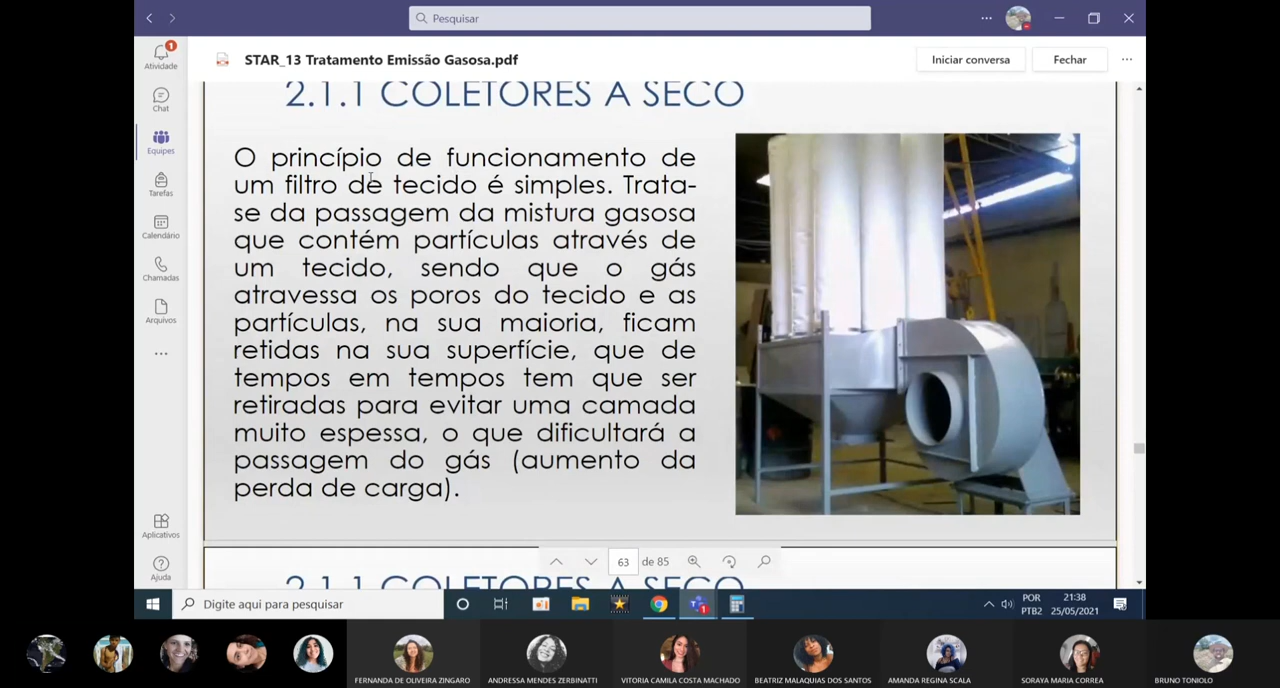 Pesquisar
Atividade
1
Chat
Equipes
Tarefas
Calendário
Chamadas
Arquivos
Aplicativos
Ajuda
STAR_13 Tratamento Emissão Gasosa.pdf
Iniciar conversa
Fechar
2.1.1 COLETORES A SECO
O princípio de funcionamento de
um filtro de tecido é simples. Trata-
se da passagem da mistura gasosa
que contém partículas através de
um tecido, sendo que o gás
atravessa os poros do tecido e as
partículas, na sua maioria, ficam
retidas na sua superfície, que de
tempos em tempos tem que ser
retiradas para evitar uma camada
muito espessa, o que dificultará a
passagem do gás (aumento da
perda de carga).
63 de 85
2.1.1 COLETORES A SECO
Digite aqui para pesquisar
1
POR
PTB2
21:38
25/05/2021
FERNANDA DE OLIVEIRA ZINGARO
ANDRESSA MENDES ZERBINATTI
VITORIA CAMILA COSTA MACHADO
BEATRIZ MALAQUIAS DOS SANTOS
AMANDA REGINA SCALA
SORAYA MARIA CORREA
BRUNO TONIOLO